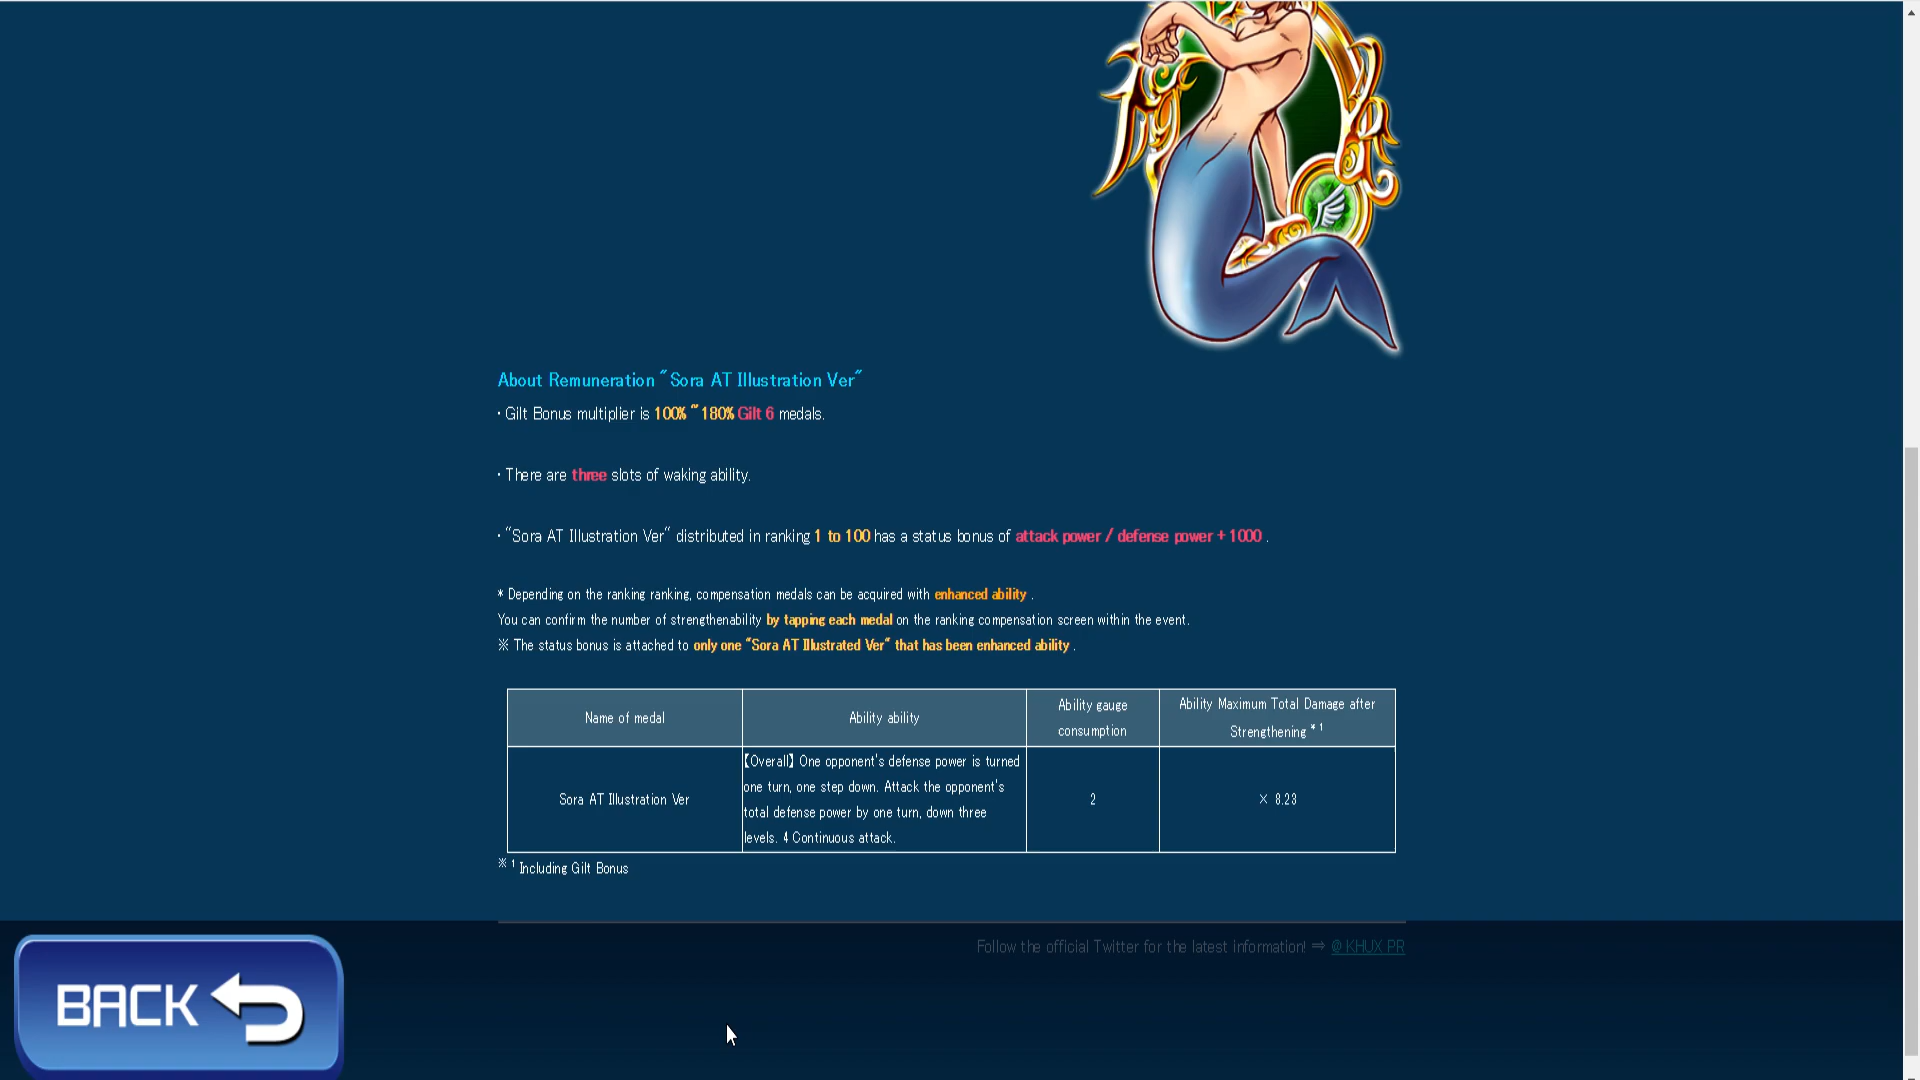 About Remuneration "Sora AT Illustration Ver"
・Gilt Bonus multiplier is 100% ~ 180% Gilt 6 medals.
・There are three slots of waking ability.
・"Sora AT Illustration Ver" distributed in ranking 1 to 100 has a status bonus of attack power / defense power + 1000 .
* Depending on the ranking ranking, compensation medals can be acquired with enhanced ability .
You can confirm the number of strengthenability by tapping each medal on the ranking compensation screen within the event.
※ The status bonus is attached to only one "Sora AT Illustrated Ver" that has been enhanced ability .
Name of medal
Ability ability
Ability gauge
consumption
Ability Maximum Total Damage after
Strengthening * 1
Sora AT Illustration Ver
【Overall】 One opponent's defense power is turned
one turn, one step down. Attack the opponent's
total defense power by one turn, down three
levels. 4 Continuous attack.
2
× 8.23
※ 1 Including Gilt Bonus
Follow the official Twitter for the latest information! ⇒ @ KHUX PR
BACK